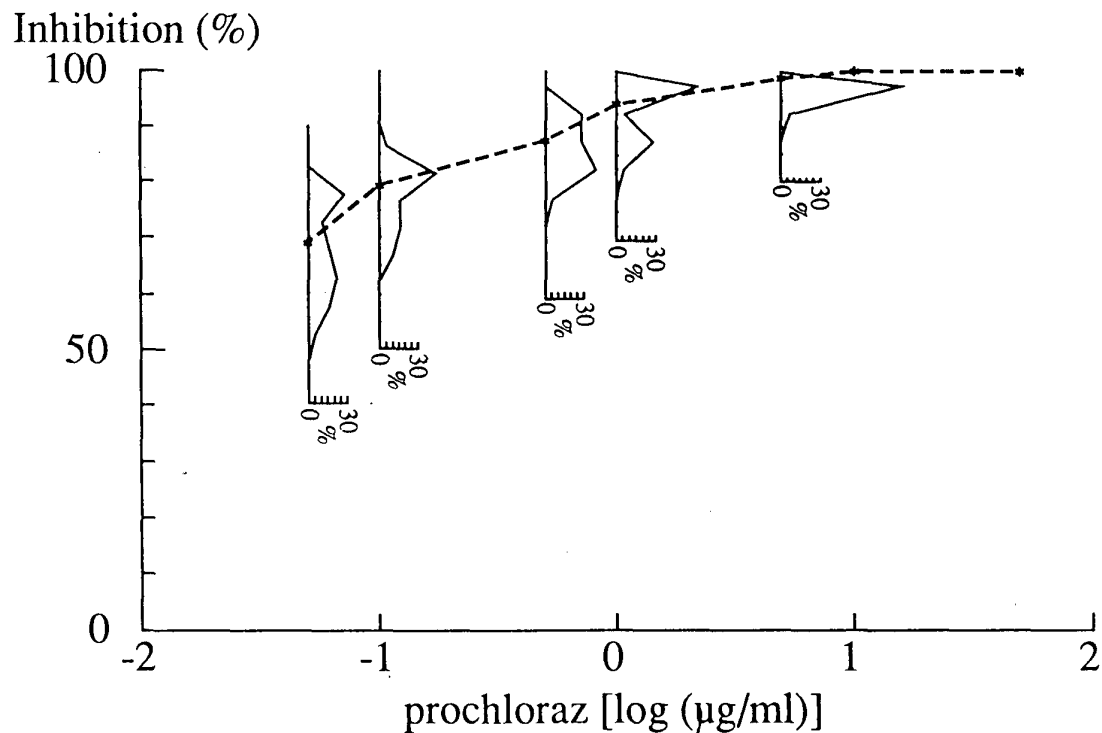 Inhibition (%)
100
50
0
0 % 30
0 % 30
0 % 30
0 % 30
0 % 30
-2 -1 0 1 2
prochloraz [log (µg/ml)]